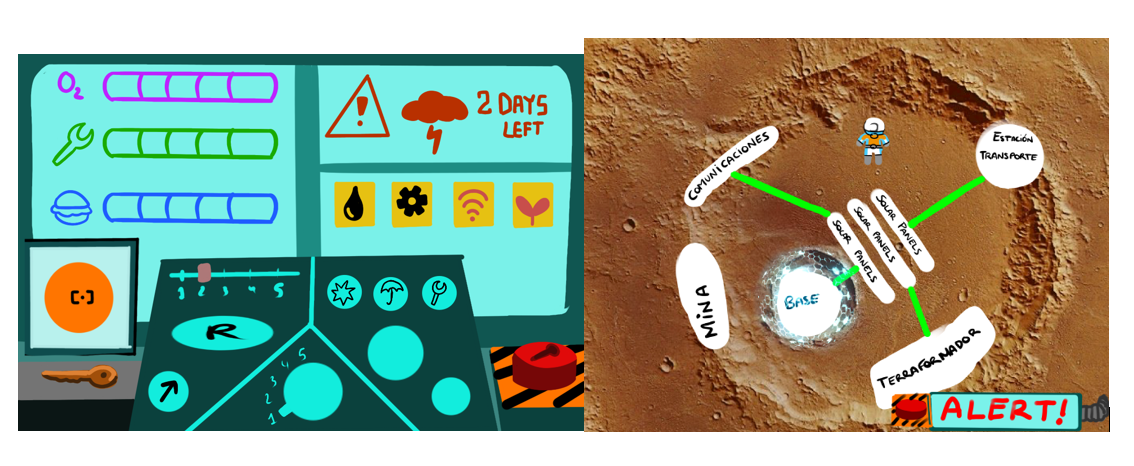 O₂
2 DAYS
LEFT
1 2 3 4 5
R
1 2 3 4 5
COMUNICACIONES
ESTACIÓN
TRANSPORTE
SOLAR PANELS
SOLAR PANELS
SOLAR PANELS
BASE
MINA
TERRAFORMADOR
ALERT!